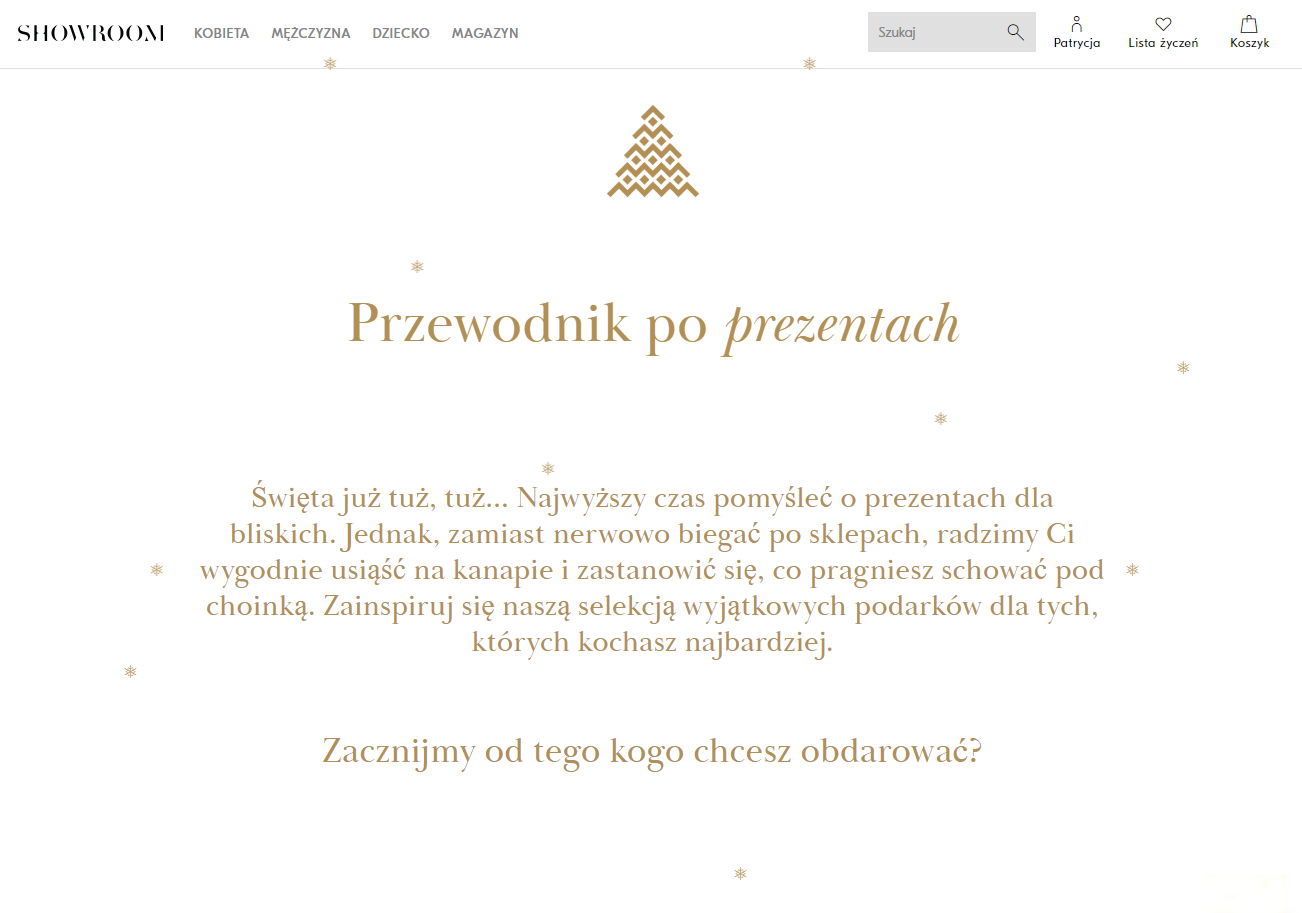 SHOWROOM
KOBIETA
MĘŻCZYZNA
DZIECKO
MAGAZYN
Szukaj
Patrycja
Lista życzeń
Koszyk
Przewodnik po prezentach
Święta już tuż, tuż... Najwyższy czas pomyśleć o prezentach dla
bliskich. Jednak, zamiast nerwowo biegać po sklepach, radzimy Ci
wygodnie usiąść na kanapie i zastanowić się, co pragniesz schować pod
choinką. Zainspiruj się naszą selekcją wyjątkowych podarków dla tych,
których kochasz najbardziej.
Zacznijmy od tego kogo chcesz obdarować?